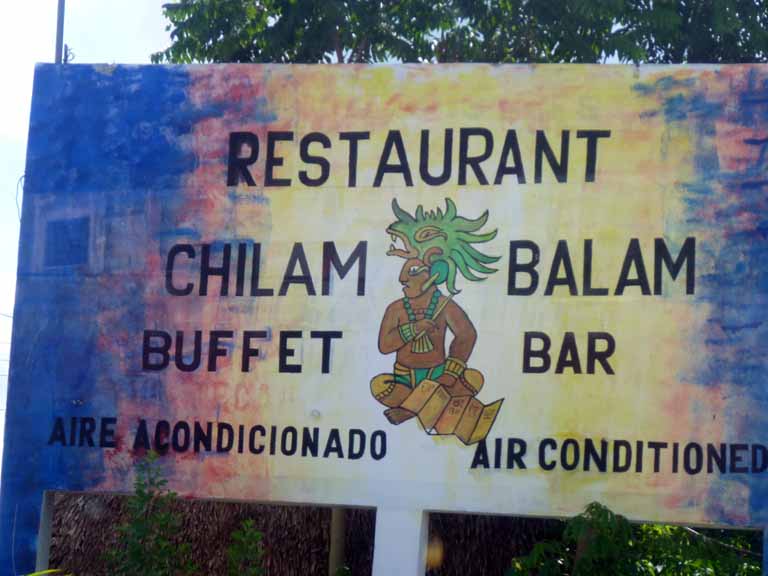 RESTAURANT
CHILAM BALAM
BUFFET BAR
AIRE ACONDICIONADO AIR CONDITIONED